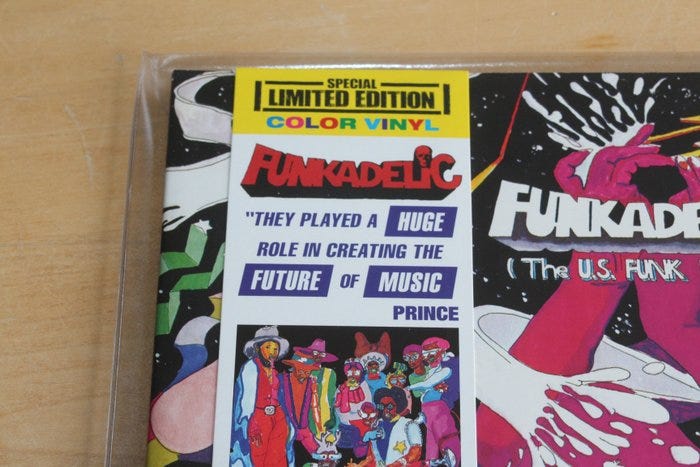 SPECIAL
LIMITED EDITION
COLOR VINYL
FUNKADELIC
"THEY PLAYED A HUGE
ROLE IN CREATING THE
FUTURE OF MUSIC
PRINCE
FUNKADE
(The U.S. FUNK